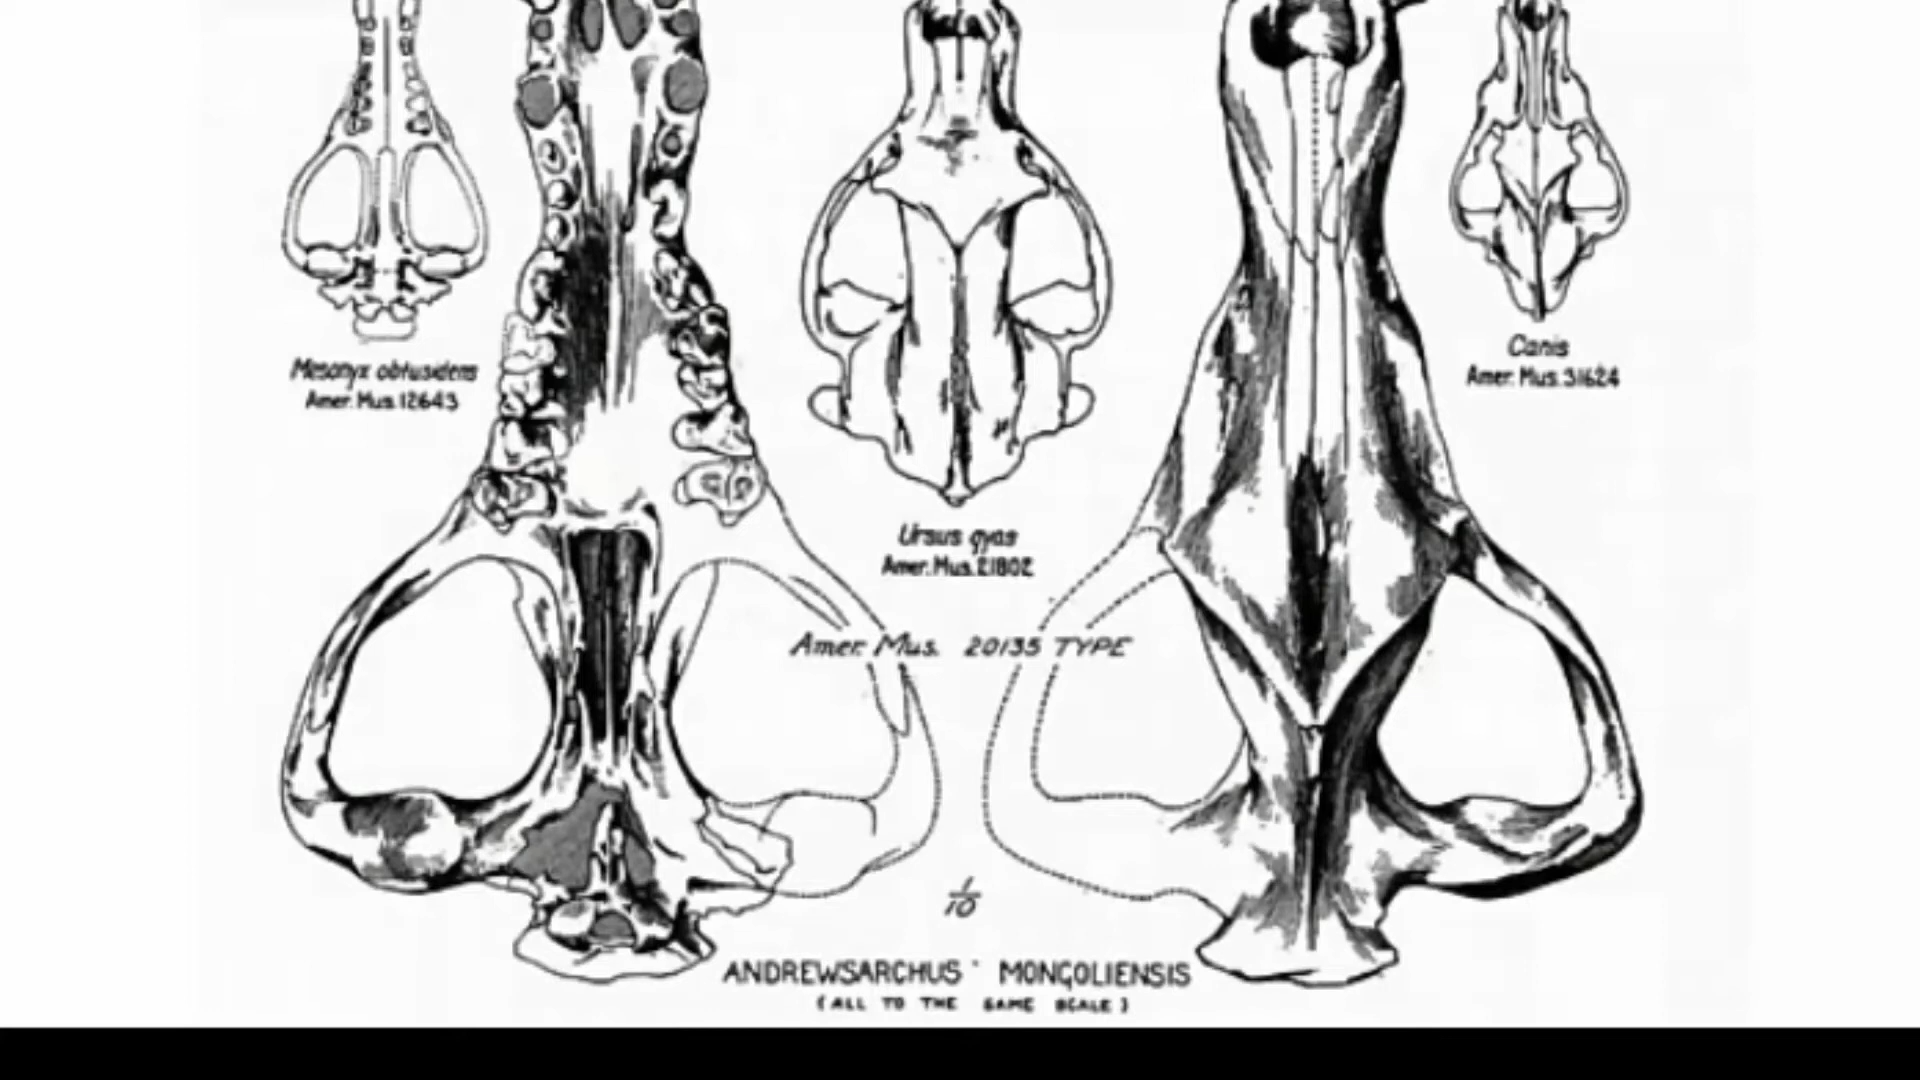 Mesonyx obtusidens
Amer. Mus. 12643
Canis
Amer. Mus. 31624
Ursus gyas
Amer. Mus. 21802
Amer. Mus. 20135 TYPE
1/10
ANDREWSARCHUS MONGOLIENSIS
(ALL TO THE SAME SCALE)